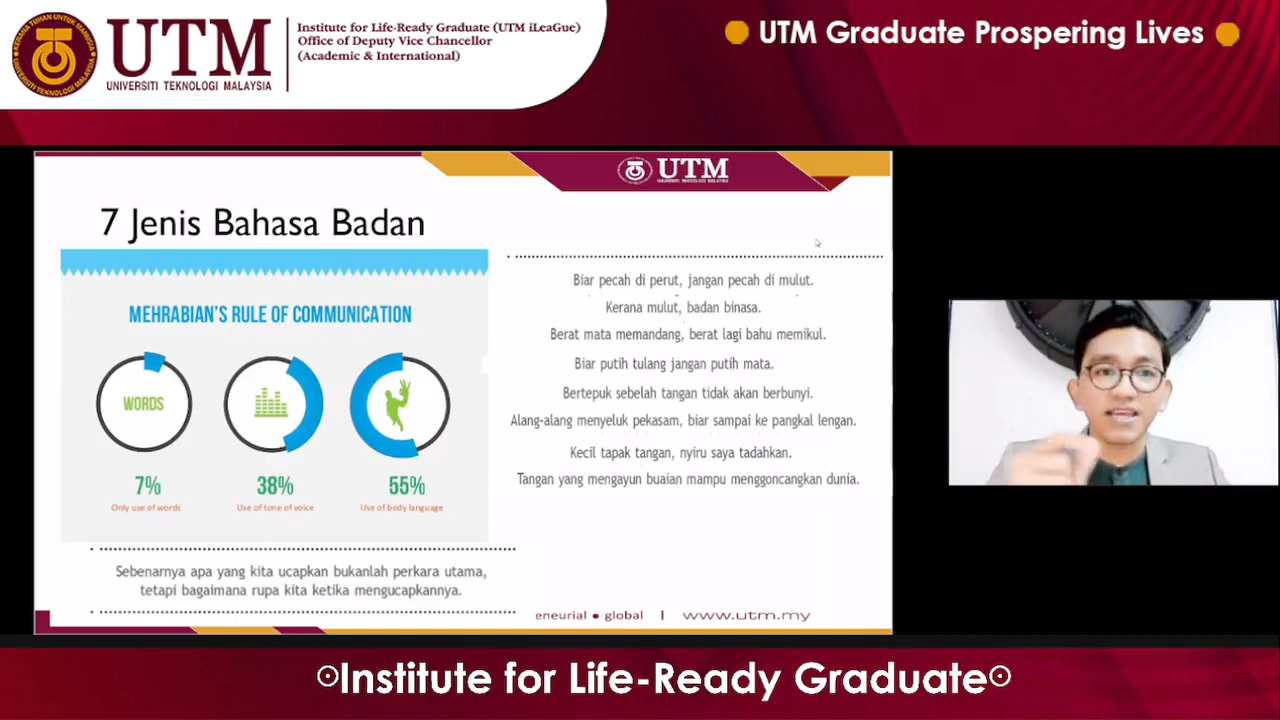 UTM
UNIVERSITI TEKNOLOGI MALAYSIA
Institute for Life-Ready Graduate (UTM iLeaGue)
Office of Deputy Vice Chancellor
(Academic & International)
UTM Graduate Prospering Lives
UTM
UNIVERSITI TEKNOLOGI MALAYSIA
7 Jenis Bahasa Badan
MEHRABIAN'S RULE OF COMMUNICATION
WORDS
7%
38%
55%
Only use of words
Use of tone of voice
Use of body language
Sebenarnya apa yang kita ucapkan bukanlah perkara utama,
tetapi bagaimana rupa kita ketika mengucapkannya.
Biar pecah di perut, jangan pecah di mulut.
Kerana mulut, badan binasa.
Berat mata memandang, berat lagi bahu memikul.
Biar putih tulang jangan putih mata.
Bertepuk sebelah tangan tidak akan berbunyi.
Alang-alang menyeluk pekasam, biar sampai ke pangkal lengan.
Kecil tapak tangan, nyiru saya tadahkan.
Tangan yang mengayun buaian mampu menggoncangkan dunia.
eneurial • global | www.utm.my
Institute for Life-Ready Graduate